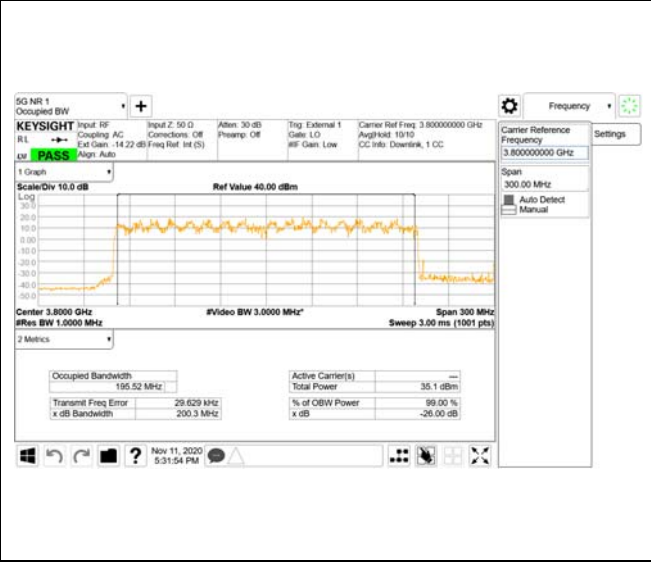 5G NR 1
Occupied BW
Frequency
KEYSIGHT
Input: RF
Input Z: 50 Ω
Atten: 30 dB
Trig: External 1
Carrier Ref Freq: 3.800000000 GHz
RL
Coupling: AC
Corrections: Off
Preamp: Off
Gate: LO
Avg|Hold: 10/10
Ext Gain: -14.22 dB
Freq Ref: Int (S)
#IF Gain: Low
CC Info: Downlink, 1 CC
PASS
Align: Auto
Carrier Reference
Frequency
3.800000000 GHz
Settings
Span
300.00 MHz
Auto Detect
Manual
1 Graph
Scale/Div 10.0 dB
Ref Value 40.00 dBm
Log
30.0
20.0
10.0
0.00
-10.0
-20.0
-30.0
-40.0
-50.0
Center 3.8000 GHz
#Video BW 3.0000 MHz*
Span 300 MHz
#Res BW 1.0000 MHz
Sweep 3.00 ms (1001 pts)
2 Metrics
Occupied Bandwidth
195.52 MHz
Active Carrier(s)
—
Total Power
35.1 dBm
Transmit Freq Error
29.629 kHz
% of OBW Power
99.00 %
x dB Bandwidth
200.3 MHz
x dB
-26.00 dB
Nov 11, 2020
5:31:54 PM